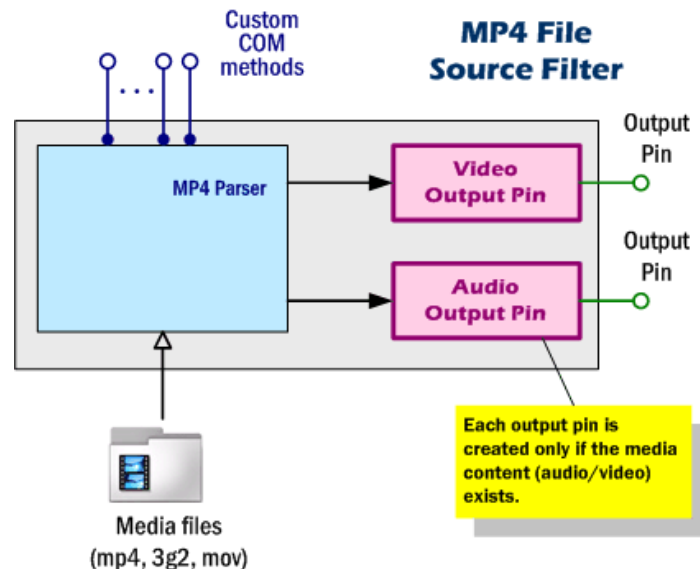 Custom
COM
methods
MP4 File
Source Filter
...
MP4 Parser
Video
Output Pin
Output
Pin
Audio
Output Pin
Output
Pin
Each output pin is
created only if the media
content (audio/video)
exists.
Media files
(mp4, 3g2, mov)